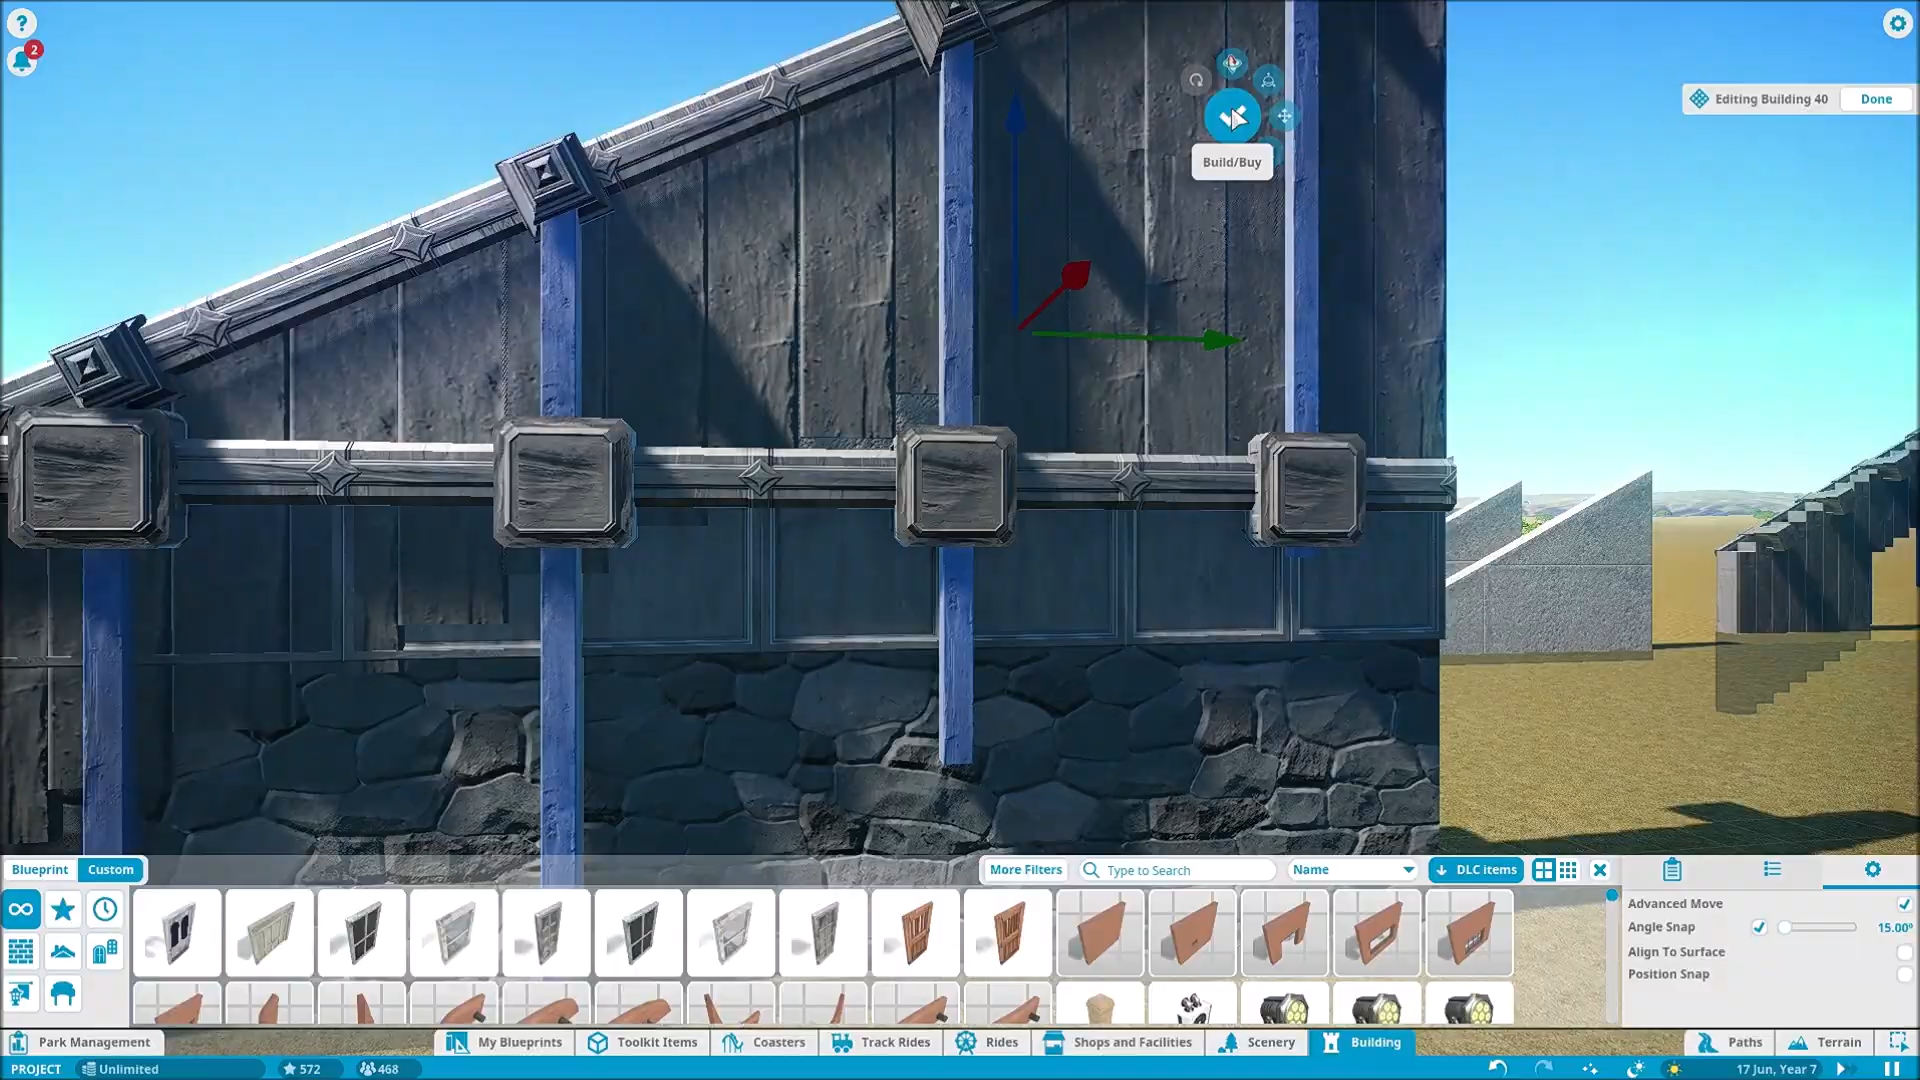 ?
2
Editing Building 40 Done
Build/Buy
Blueprint Custom More Filters Type to Search Name DLC items
Advanced Move
Angle Snap 15.00°
Align To Surface
Position Snap
Park Management My Blueprints Toolkit Items Coasters Track Rides Rides Shops and Facilities Scenery Building Paths Terrain
PROJECT Unlimited 572 468 17 Jun, Year 7